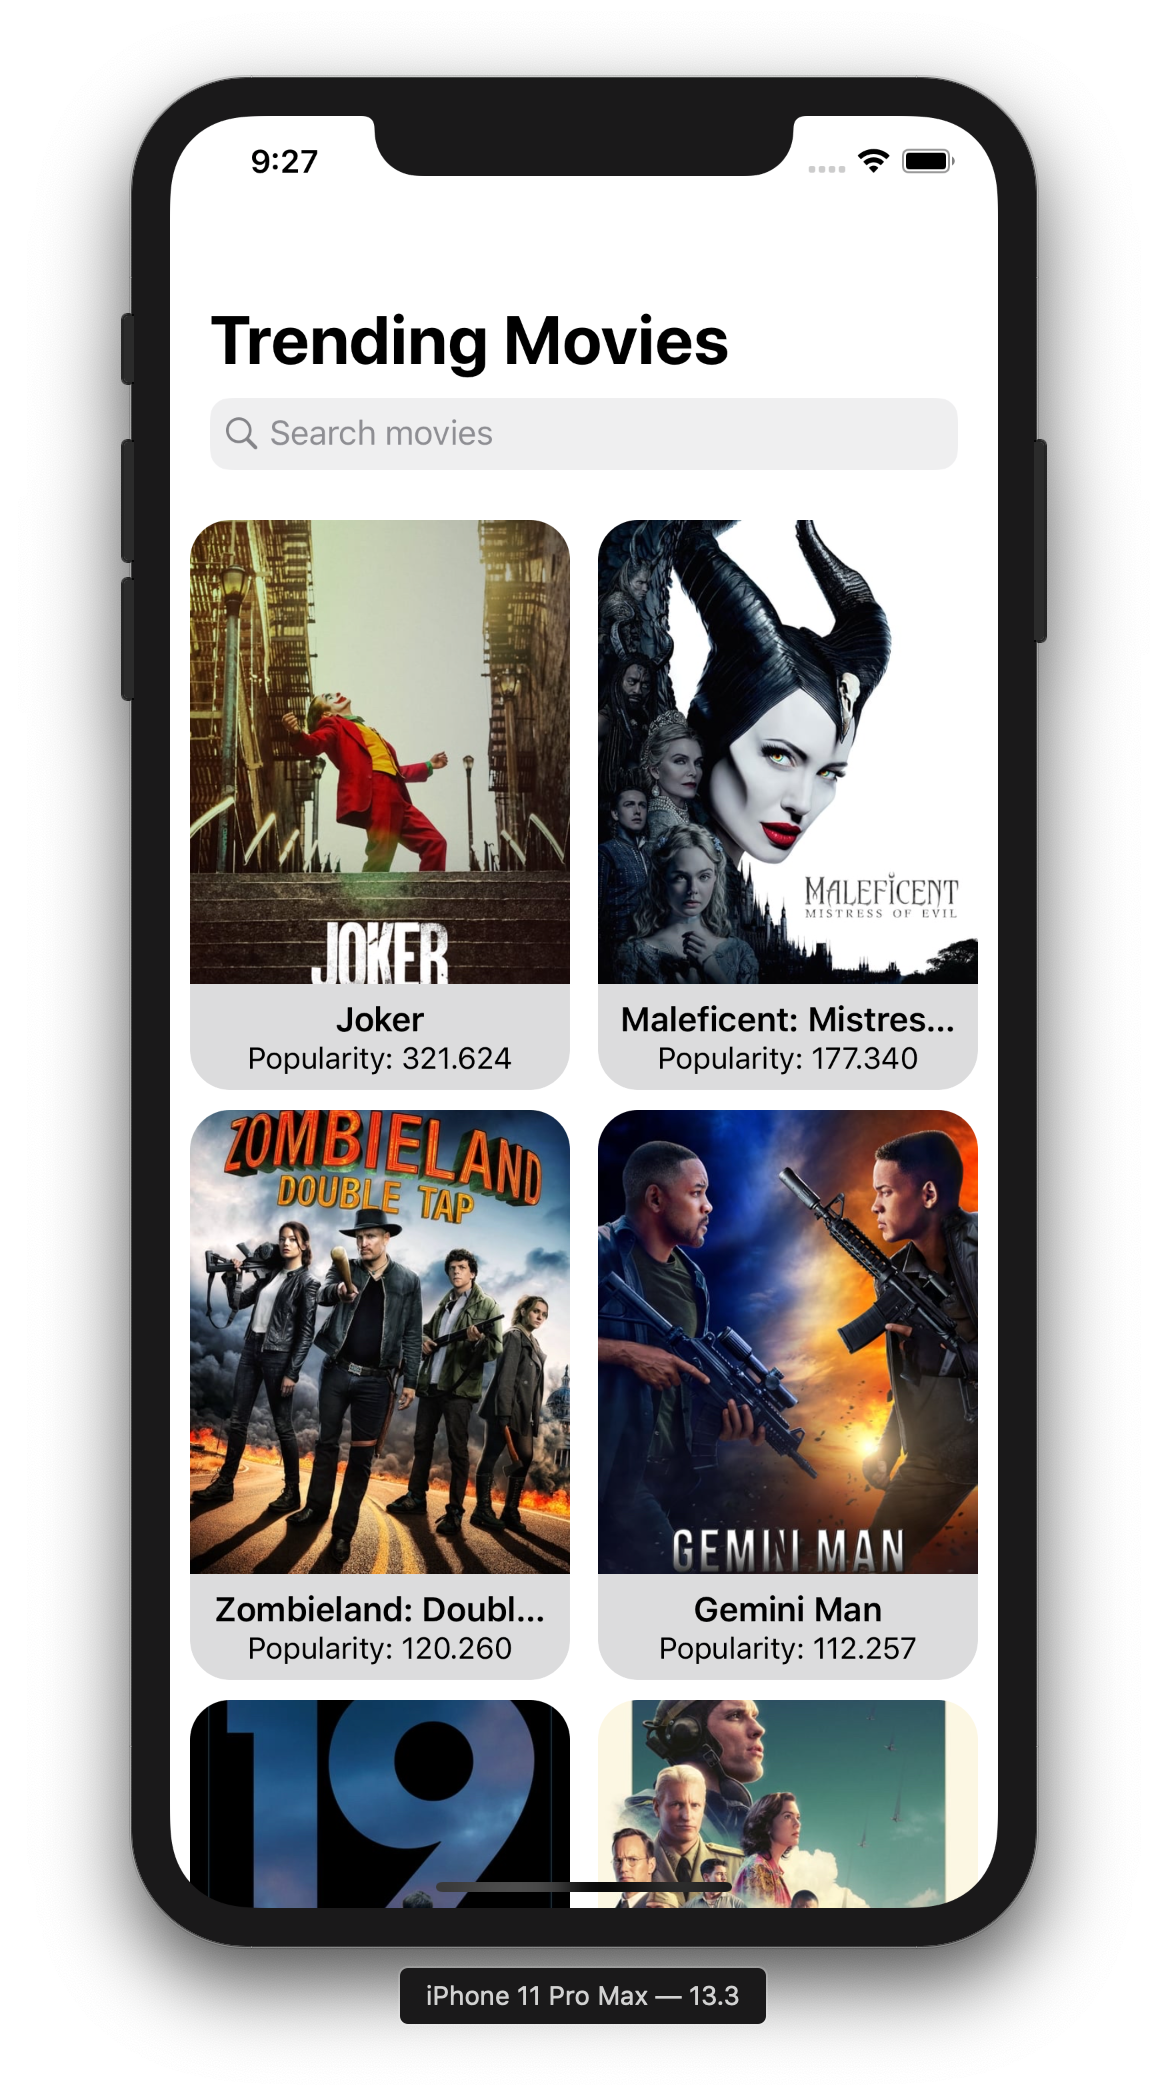 9:27
Trending Movies
Search movies
JOKER
MALEFICENT
MISTRESS OF EVIL
Joker
Popularity: 321.624
Maleficent: Mistres...
Popularity: 177.340
ZOMBIELAND
DOUBLE TAP
GEMINI MAN
Zombieland: Doubl...
Popularity: 120.260
Gemini Man
Popularity: 112.257
19
iPhone 11 Pro Max — 13.3